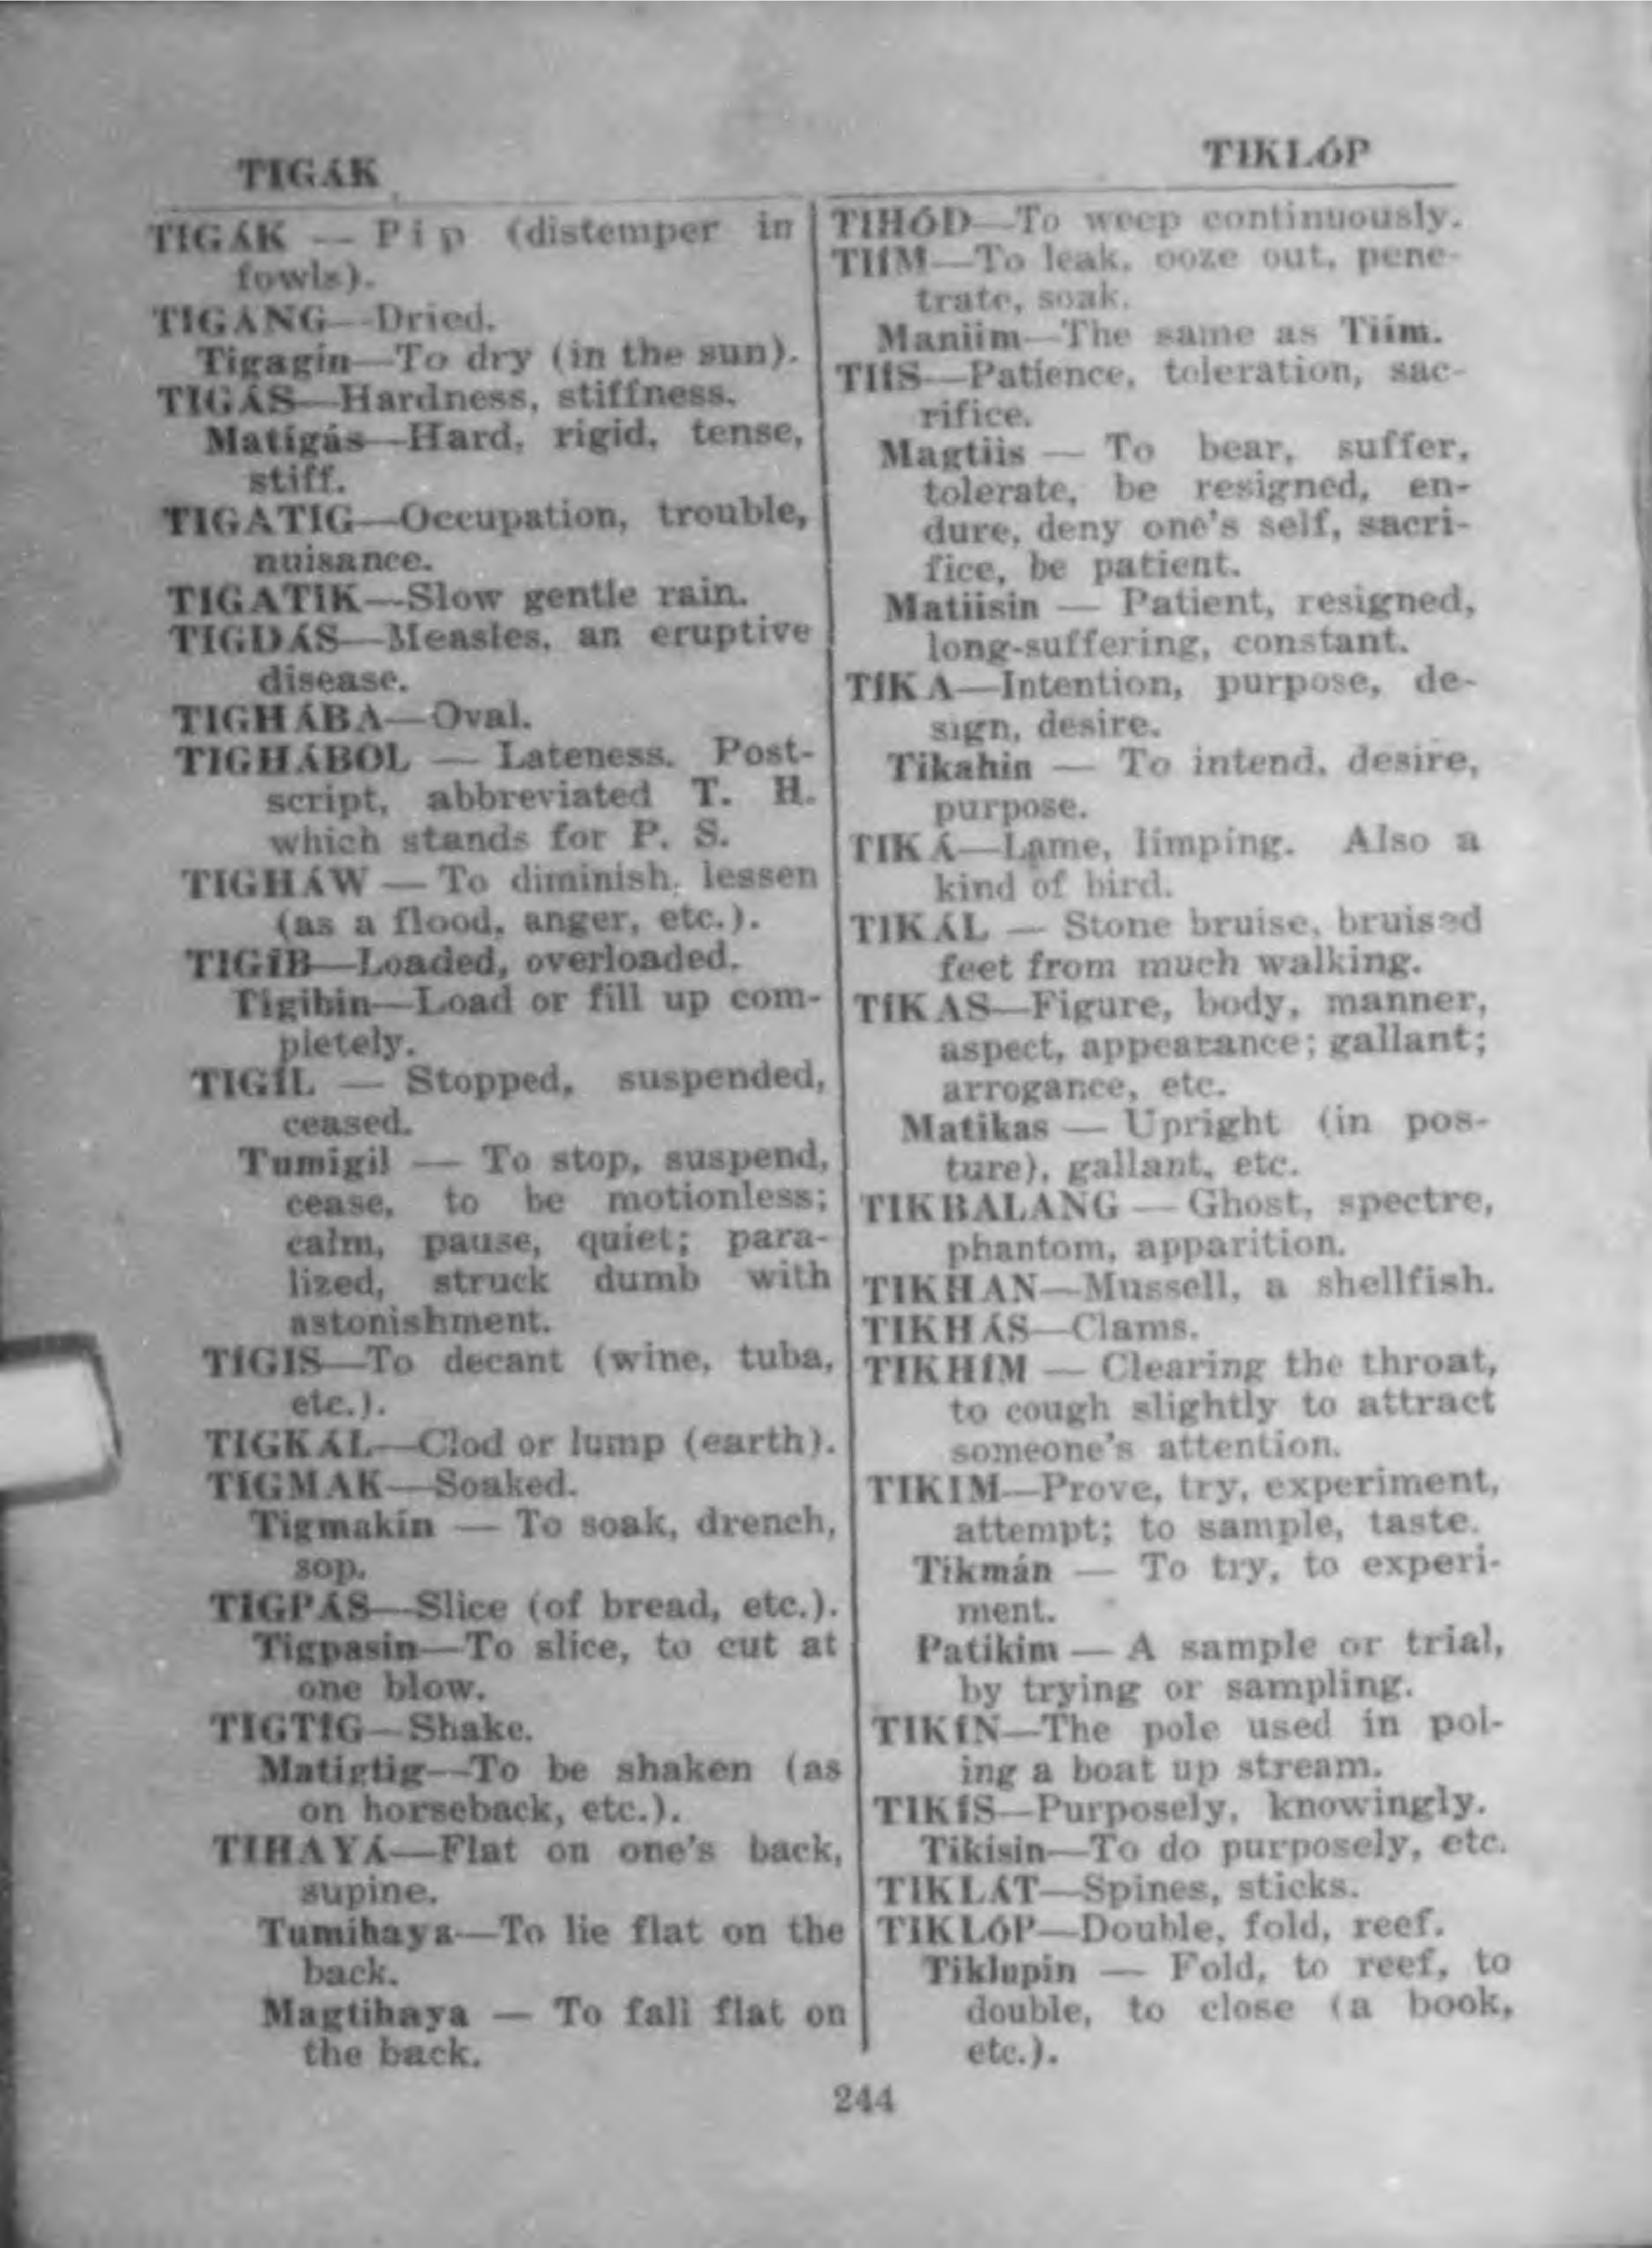 TIGÁK
TIKLÓP
TIGÁK — Pip (distemper in
fowls).
TIGANG—Dried.
Tigagin—To dry (in the sun).
TIGÁS—Hardness, stiffness.
Matigás—Hard, rigid, tense,
stiff.
TIGATIG—Occupation, trouble,
nuisance.
TIGATIK—Slow gentle rain.
TIGDÁS—Measles, an eruptive
disease.
TIGHÁBA—Oval.
TIGHÁBOL — Lateness. Post-
script, abbreviated T. H.
which stands for P. S.
TIGHÁW — To diminish, lessen
(as a flood, anger, etc.).
TIGÍB—Loaded, overloaded.
Tigibin—Load or fill up com-
pletely.
TIGÍL — Stopped, suspended,
ceased.
Tumigil — To stop, suspend,
cease, to be motionless;
calm, pause, quiet; para-
lized, struck dumb with
astonishment.
TÍGIS—To decant (wine, tuba,
etc.).
TIGKÁL—Clod or lump (earth).
TIGMAK—Soaked.
Tigmakín — To soak, drench,
sop.
TIGPÁS—Slice (of bread, etc.).
Tigpasin—To slice, to cut at
one blow.
TIGTÍG—Shake.
Matigtig—To be shaken (as
on horseback, etc.).
TIHAYÁ—Flat on one's back,
supine.
Tumihaya—To lie flat on the
back.
Magtihaya — To fall flat on
the back.
TIHÓD—To weep continuously.
TIÍM—To leak, ooze out, pene-
trate, soak.
Maniim—The same as Tiím.
TIÍS—Patience, toleration, sac-
rifice.
Magtiis — To bear, suffer,
tolerate, be resigned, en-
dure, deny one's self, sacri-
fice, be patient.
Matiisin — Patient, resigned,
long-suffering, constant.
TÍKA—Intention, purpose, de-
sign, desire.
Tikahin — To intend, desire,
purpose.
TIKÁ—Lame, limping. Also a
kind of bird.
TIKÁL — Stone bruise, bruised
feet from much walking.
TÍKAS—Figure, body, manner,
aspect, appearance; gallant;
arrogance, etc.
Matikas — Upright (in pos-
ture), gallant, etc.
TIKBALANG — Ghost, spectre,
phantom, apparition.
TIKHAN—Mussell, a shellfish.
TIKHÁS—Clams.
TIKHÍM — Clearing the throat,
to cough slightly to attract
someone's attention.
TIKIM—Prove, try, experiment,
attempt; to sample, taste.
Tikmán — To try, to experi-
ment.
Patikim — A sample or trial,
by trying or sampling.
TIKÍN—The pole used in pol-
ing a boat up stream.
TIKÍS—Purposely, knowingly.
Tikisin—To do purposely, etc.
TIKLÁT—Spines, sticks.
TIKLÓP—Double, fold, reef.
Tiklupin — Fold, to reef, to
double, to close (a book,
etc.).
244